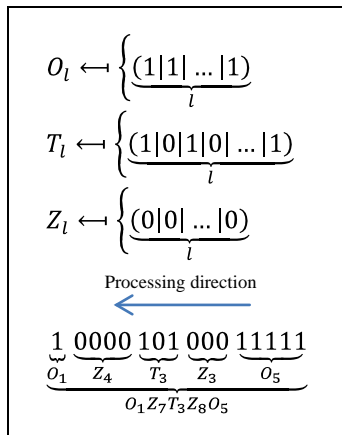 O_l ↤ {(1|1| … |1)
l
T_l ↤ {(1|0|1|0| … |1)
l
Z_l ↤ {(0|0| … |0)
l
Processing direction
1 0000 101 000 11111
O_1 Z_4 T_3 Z_3 O_5
O_1Z_7T_3Z_8O_5